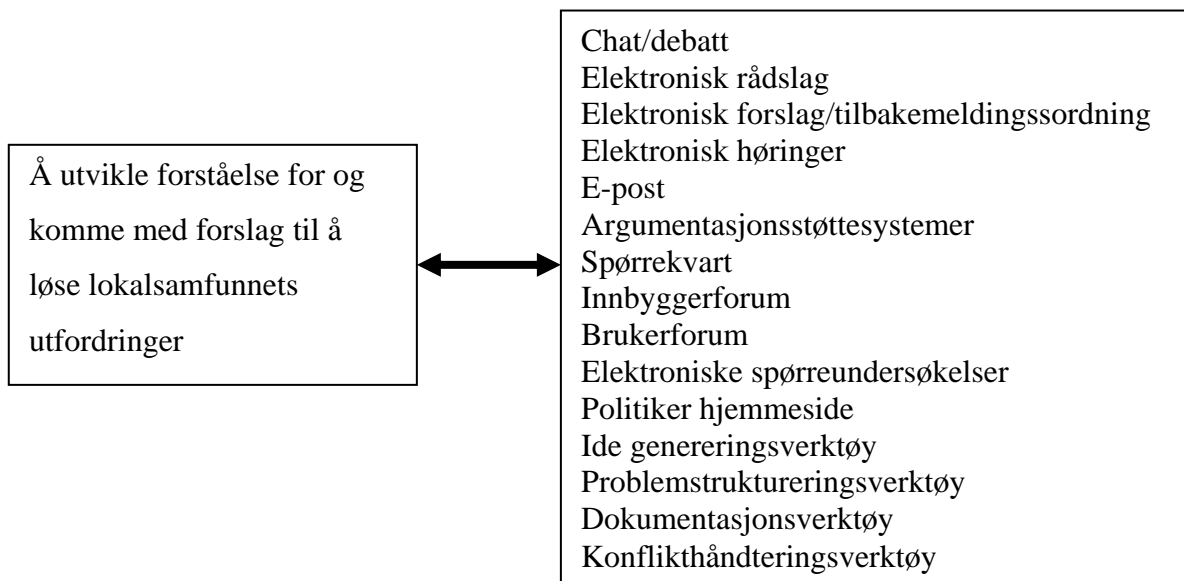 Å utvikle forståelse for og
komme med forslag til å
løse lokalsamfunnets
utfordringer
Chat/debatt
Elektronisk rådslag
Elektronisk forslag/tilbakemeldingssordning
Elektronisk høringer
E-post
Argumentasjonsstøttesystemer
Spørrekvart
Innbyggerforum
Brukerforum
Elektroniske spørreundersøkelser
Politiker hjemmeside
Ide genereringsverktøy
Problemstruktureringsverktøy
Dokumentasjonsverktøy
Konflikthåndteringsverktøy